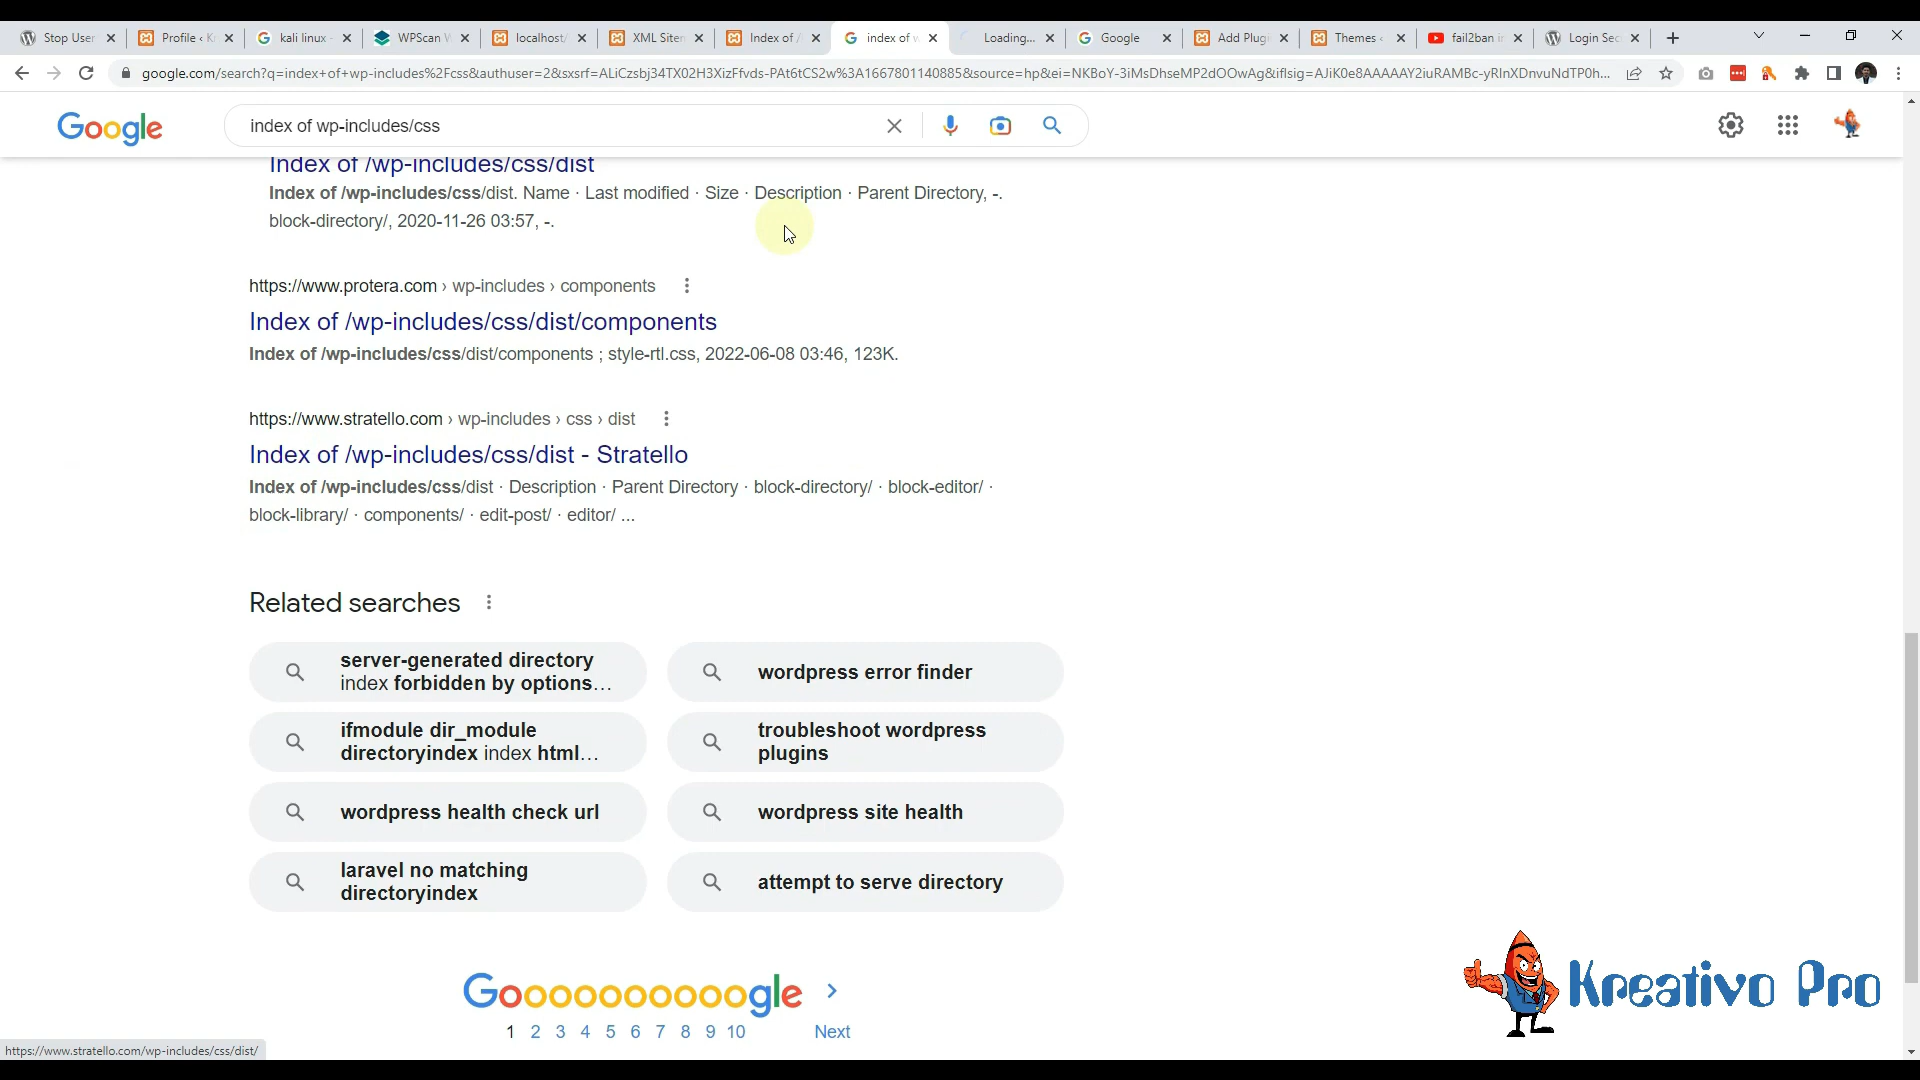 Stop User
Profile ‹ K
kali linux -
WPScan W
localhost/
XML Sitem
Index of /
index of w
Loading...
Google
Add Plugi
Themes ‹
fail2ban in
Login Sec
google.com/search?q=index+of+wp-includes%2Fcss&authuser=2&sxsrf=ALiCzsbj34TX02H3XizFfvds-PAt6tCS2w%3A1667801140885&source=hp&ei=NKBoY-3iMsDhseMP2dOOwAg&iflsig=AJiK0e8AAAAAY2iuRAMBc-yRInXDnvuNdTP0h...
Google
index of wp-includes/css
Index of /wp-includes/css/dist
Index of /wp-includes/css/dist. Name · Last modified · Size · Description · Parent Directory, -.
block-directory/, 2020-11-26 03:57, -.
https://www.protera.com › wp-includes › components
Index of /wp-includes/css/dist/components
Index of /wp-includes/css/dist/components ; style-rtl.css, 2022-06-08 03:46, 123K.
https://www.stratello.com › wp-includes › css › dist
Index of /wp-includes/css/dist - Stratello
Index of /wp-includes/css/dist · Description · Parent Directory · block-directory/ · block-editor/ ·
block-library/ · components/ · edit-post/ · editor/ ...
Related searches
server-generated directory
index forbidden by options...
wordpress error finder
ifmodule dir_module
directoryindex index html...
troubleshoot wordpress
plugins
wordpress health check url
wordpress site health
laravel no matching
directoryindex
attempt to serve directory
Goooooooooogle
1 2 3 4 5 6 7 8 9 10 Next
Kreativo Pro
https://www.stratello.com/wp-includes/css/dist/